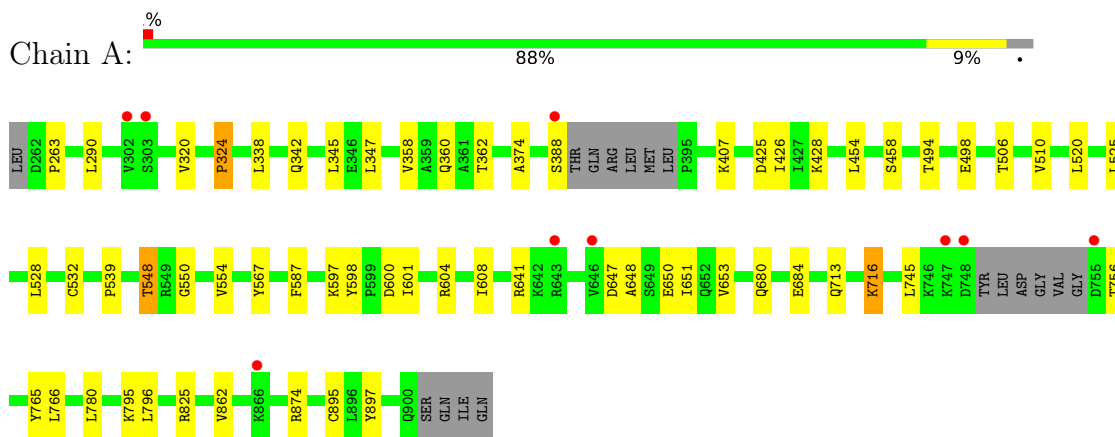 .%
Chain A:
88% 9% •
LEU D262 P263 L290 V302 S303 V320 P324 L338 Q342 L345 E346 L347 V358 A359 Q360 A361 T362 A374 S388 THR GLN ARG LEU MET LEU P395 K407 D425 I426 I427 K428 L454 S458 T494 E498 T506 V510 L520
L528 C532 P539 T548 R549 G550 V554 Y567 F587 K597 Y598 P599 D600 I601 R604 I608 R641 K642 R643 V646 D647 A648 S649 E650 I651 Q652 V653 Q680 E684 Q713 K716 L745 K746 K747 D748 TYR LEU ASP GLY VAL GLY D755
Y765 L766 L780 K795 L796 R825 V862 K866 R874 C895 L896 Y897 Q900 SER GLN ILE GLN